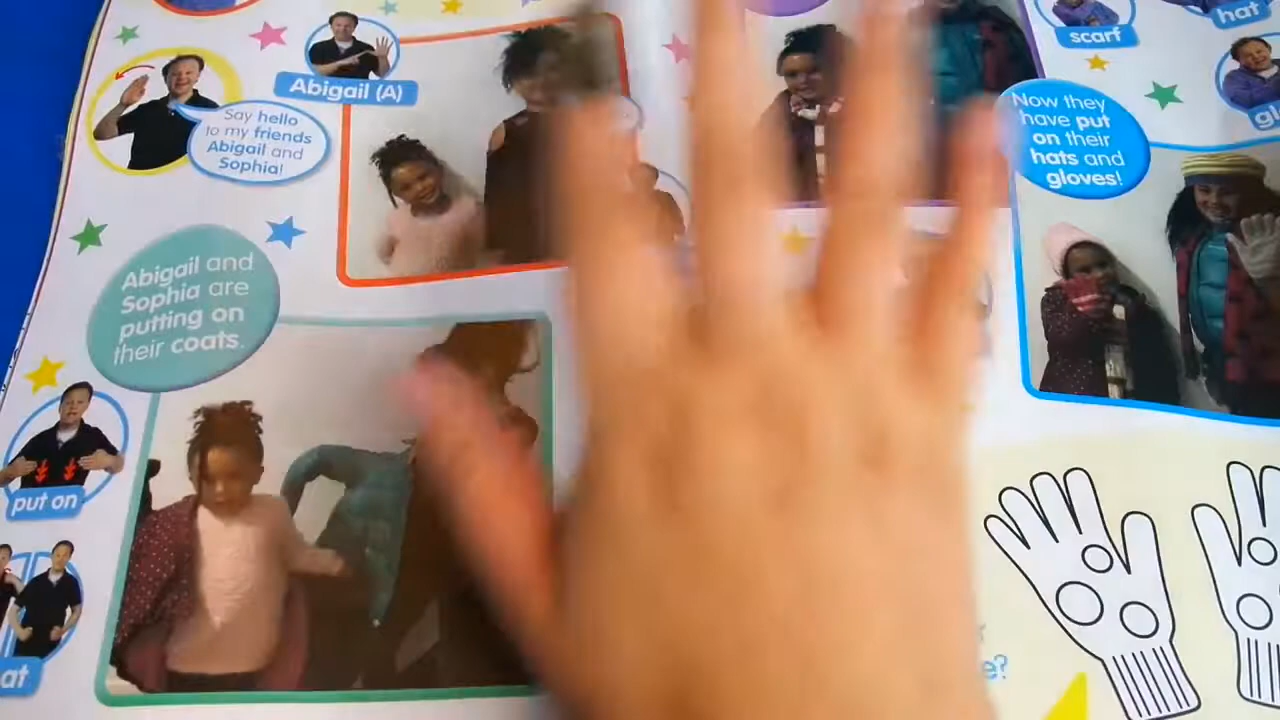 Abigail (A)
Say hello
to my friends
Abigail and
Sophia!
Abigail and
Sophia are
putting on
their coats.
put on
at
scarf
hat
Now they
have put
on their
hats and
gloves!